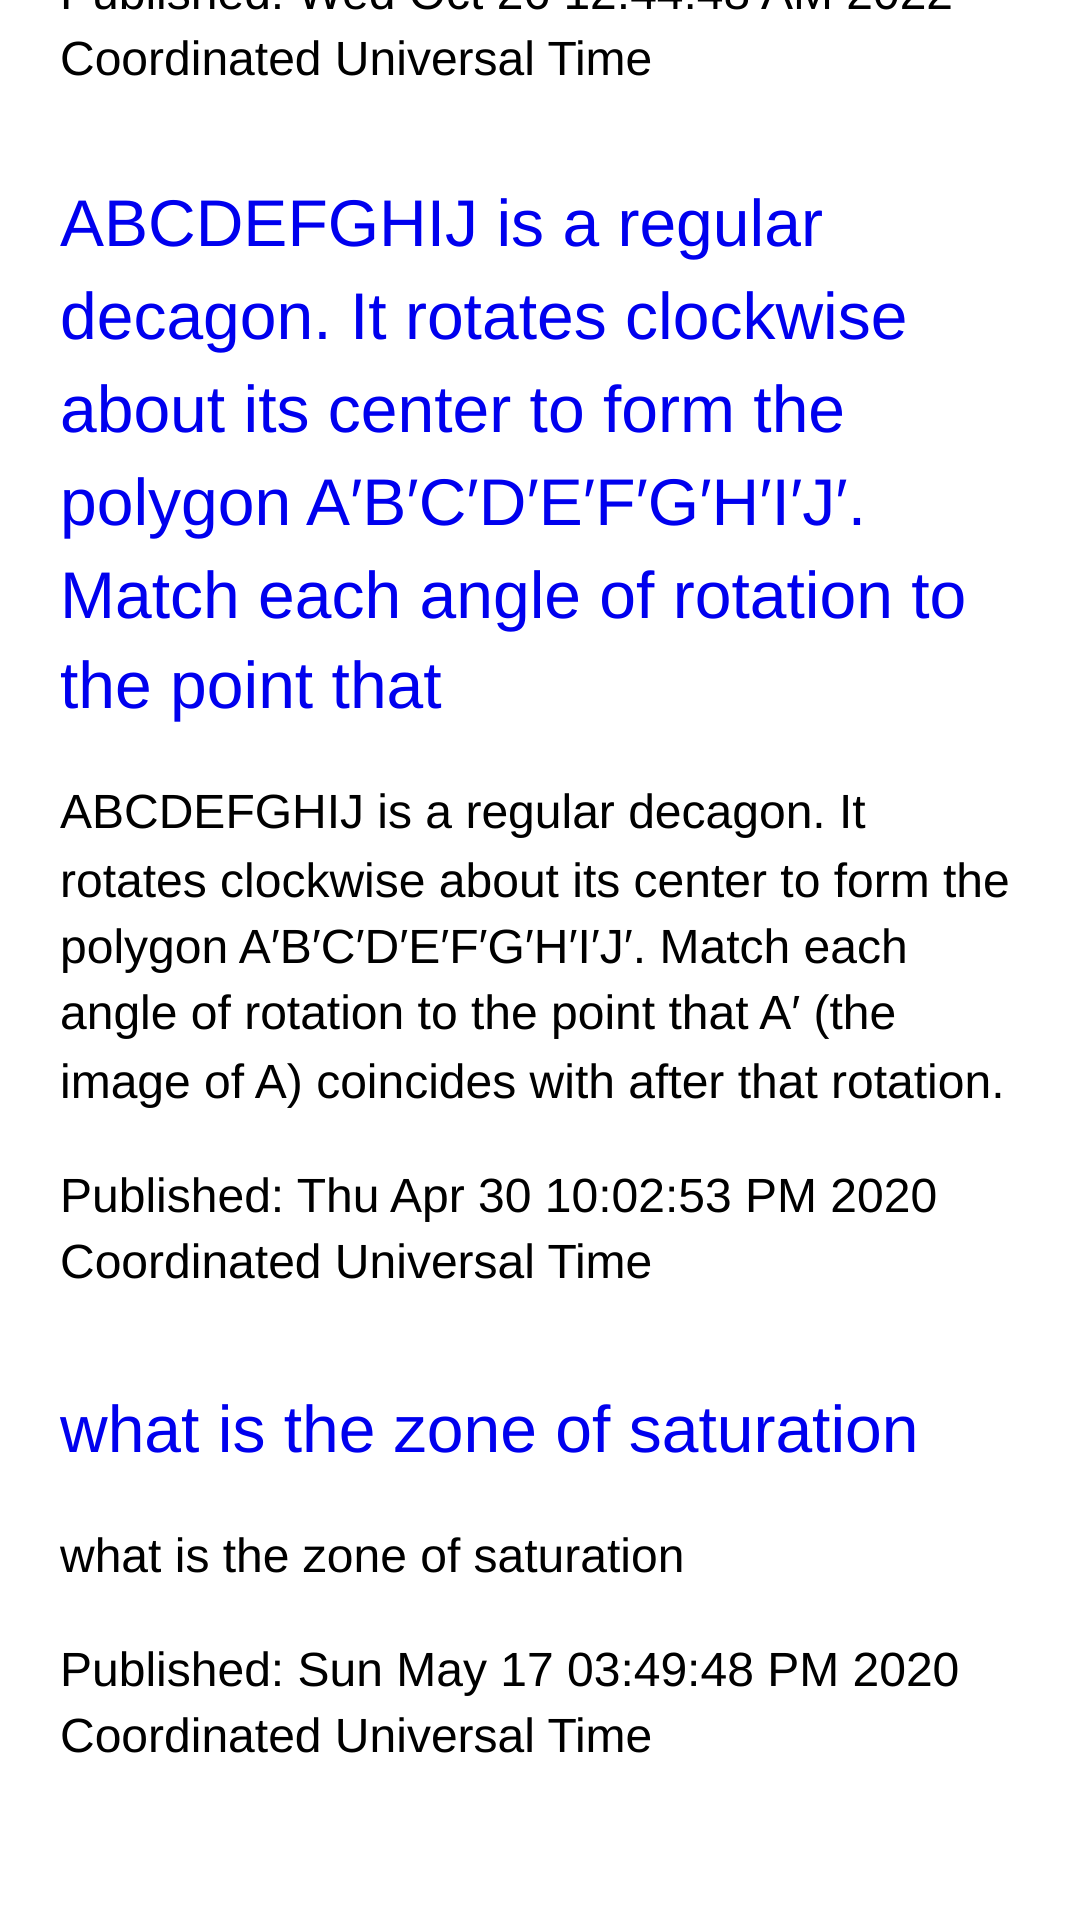 Published: Wed Oct 26 12:44:48 AM 2022
Coordinated Universal Time
ABCDEFGHIJ is a regular
decagon. It rotates clockwise
about its center to form the
polygon A′B′C′D′E′F′G′H′I′J′.
Match each angle of rotation to
the point that
ABCDEFGHIJ is a regular decagon. It
rotates clockwise about its center to form the
polygon A′B′C′D′E′F′G′H′I′J′. Match each
angle of rotation to the point that A′ (the
image of A) coincides with after that rotation.
Published: Thu Apr 30 10:02:53 PM 2020
Coordinated Universal Time
what is the zone of saturation
what is the zone of saturation
Published: Sun May 17 03:49:48 PM 2020
Coordinated Universal Time